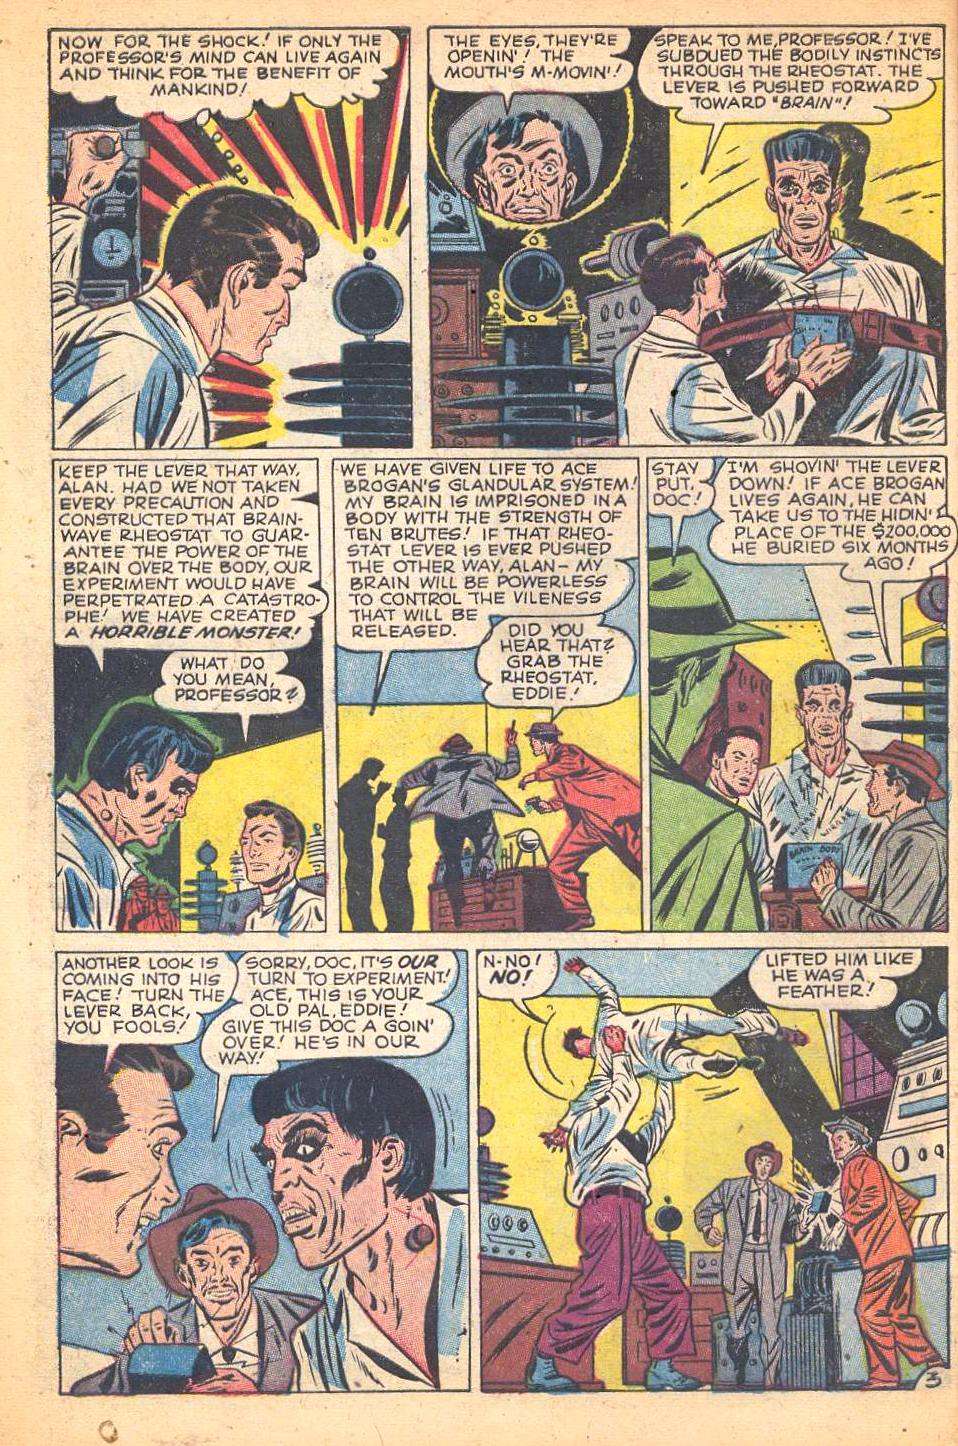 NOW FOR THE SHOCK! IF ONLY THE
PROFESSOR'S MIND CAN LIVE AGAIN
AND THINK FOR THE BENEFIT OF
MANKIND!
THE EYES, THEY'RE
OPENIN'! THE
MOUTH'S M-MOVIN'!
SPEAK TO ME, PROFESSOR! I'VE
SUBDUED THE BODILY INSTINCTS
THROUGH THE RHEOSTAT. THE
LEVER IS PUSHED FORWARD
TOWARD "BRAIN"!
KEEP THE LEVER THAT WAY,
ALAN. HAD WE NOT TAKEN
EVERY PRECAUTION AND
CONSTRUCTED THAT BRAIN-
WAVE RHEOSTAT TO GUAR-
ANTEE THE POWER OF THE
BRAIN OVER THE BODY, OUR
EXPERIMENT WOULD HAVE
PERPETRATED A CATASTRO-
PHE! WE HAVE CREATED
A HORRIBLE MONSTER!
WHAT DO
YOU MEAN,
PROFESSOR?
WE HAVE GIVEN LIFE TO ACE
BROGAN'S GLANDULAR SYSTEM!
MY BRAIN IS IMPRISONED IN A
BODY WITH THE STRENGTH OF
TEN BRUTES! IF THAT RHEO-
STAT LEVER IS EVER PUSHED
THE OTHER WAY, ALAN- MY
BRAIN WILL BE POWERLESS
TO CONTROL THE VILENESS
THAT WILL BE
RELEASED.
DID YOU
HEAR THAT?
GRAB THE
RHEOSTAT,
EDDIE!
STAY
PUT,
DOC!
I'M SHOVIN' THE LEVER
DOWN! IF ACE BROGAN
LIVES AGAIN, HE CAN
TAKE US TO THE HIDIN'
PLACE OF THE $200,000
HE BURIED SIX MONTHS
AGO!
BRAIN BODY
ANOTHER LOOK IS
COMING INTO HIS
FACE! TURN THE
LEVER BACK,
YOU FOOLS!
SORRY, DOC, IT'S OUR
TURN TO EXPERIMENT!
ACE, THIS IS YOUR
OLD PAL, EDDIE!
GIVE THIS DOC A GOIN'
OVER! HE'S IN OUR
WAY!
N-NO!
NO!
LIFTED HIM LIKE
HE WAS A
FEATHER!
3